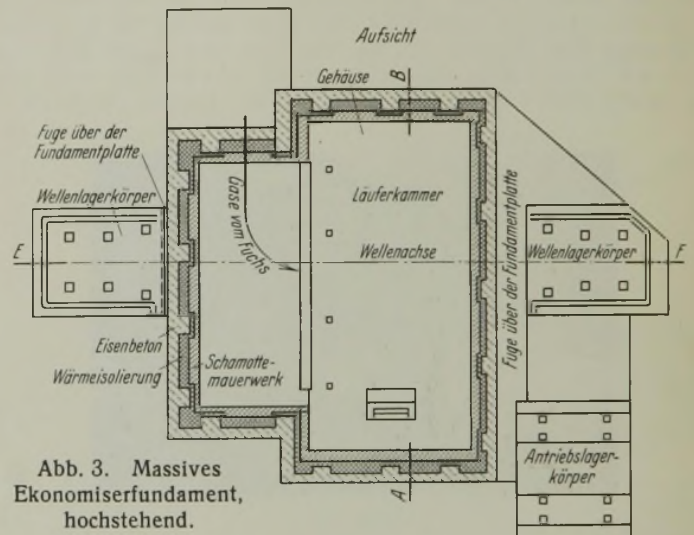 Aufsicht
Gehäuse
B
Fuge über der
Fundamentplatte
Wellenlagerkörper
Gase vom Fuchs
Läuferkammer
Wellenachse
E
F
Wellenlagerkörper
Fuge über der Fundamentplatte
Eisenbeton
Wärmeisolierung
Schamotte-
mauerwerk
A
Antriebslager-
körper
Abb. 3. Massives
Ekonomiserfundament,
hochstehend.